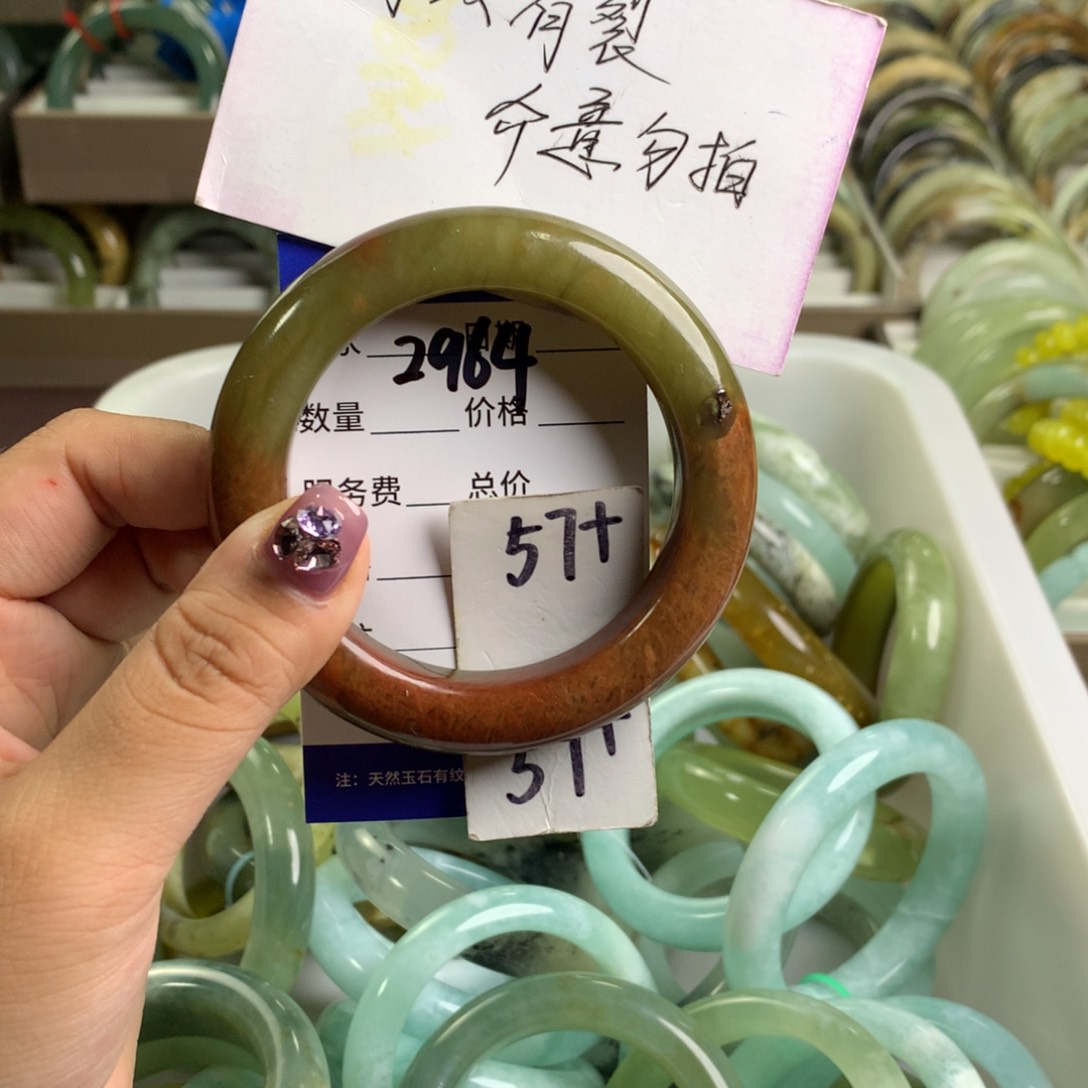 有裂
介意勿拍
2964
数量 价格
服务费 总价
57+
57+
注：天然玉石有纹